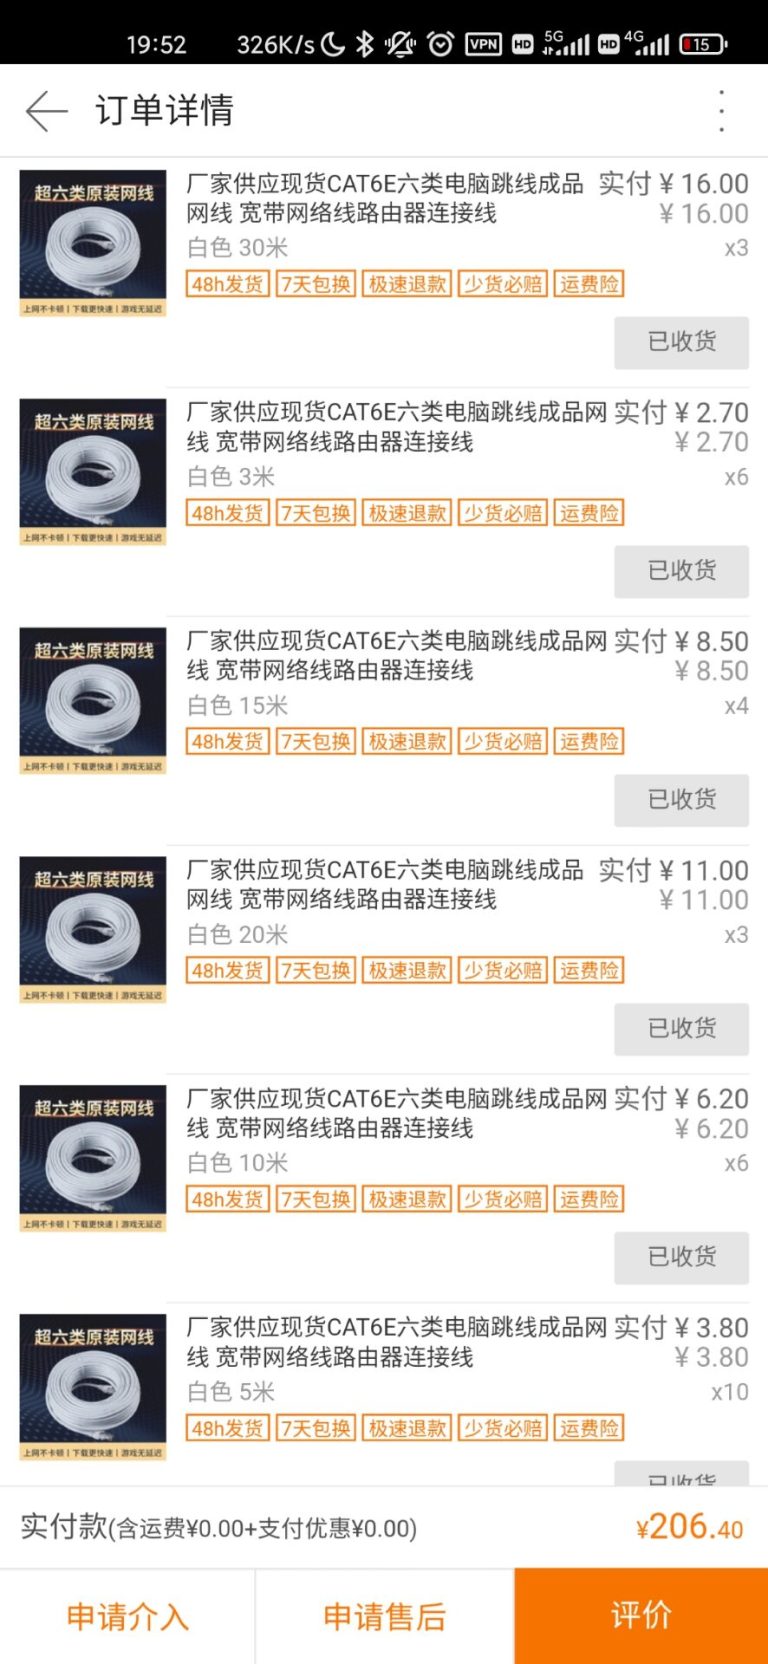 19:52 326K/s VPN HD 5G HD 4G 15
订单详情
超六类原装网线
上网不卡顿 | 下载更快速 | 游戏无延迟
厂家供应现货CAT6E六类电脑跳线成品 实付 ¥ 16.00
网线 宽带网络线路由器连接线 ¥ 16.00
白色 30米 x3
48h发货 7天包换 极速退款 少货必赔 运费险
已收货
超六类原装网线
上网不卡顿 | 下载更快速 | 游戏无延迟
厂家供应现货CAT6E六类电脑跳线成品网 实付 ¥ 2.70
线 宽带网络线路由器连接线 ¥ 2.70
白色 3米 x6
48h发货 7天包换 极速退款 少货必赔 运费险
已收货
超六类原装网线
上网不卡顿 | 下载更快速 | 游戏无延迟
厂家供应现货CAT6E六类电脑跳线成品网 实付 ¥ 8.50
线 宽带网络线路由器连接线 ¥ 8.50
白色 15米 x4
48h发货 7天包换 极速退款 少货必赔 运费险
已收货
超六类原装网线
上网不卡顿 | 下载更快速 | 游戏无延迟
厂家供应现货CAT6E六类电脑跳线成品 实付 ¥ 11.00
网线 宽带网络线路由器连接线 ¥ 11.00
白色 20米 x3
48h发货 7天包换 极速退款 少货必赔 运费险
已收货
超六类原装网线
上网不卡顿 | 下载更快速 | 游戏无延迟
厂家供应现货CAT6E六类电脑跳线成品网 实付 ¥ 6.20
线 宽带网络线路由器连接线 ¥ 6.20
白色 10米 x6
48h发货 7天包换 极速退款 少货必赔 运费险
已收货
超六类原装网线
上网不卡顿 | 下载更快速 | 游戏无延迟
厂家供应现货CAT6E六类电脑跳线成品网 实付 ¥ 3.80
线 宽带网络线路由器连接线 ¥ 3.80
白色 5米 x10
48h发货 7天包换 极速退款 少货必赔 运费险
已收货
实付款(含运费¥0.00+支付优惠¥0.00) ¥206.40
申请介入 申请售后 评价